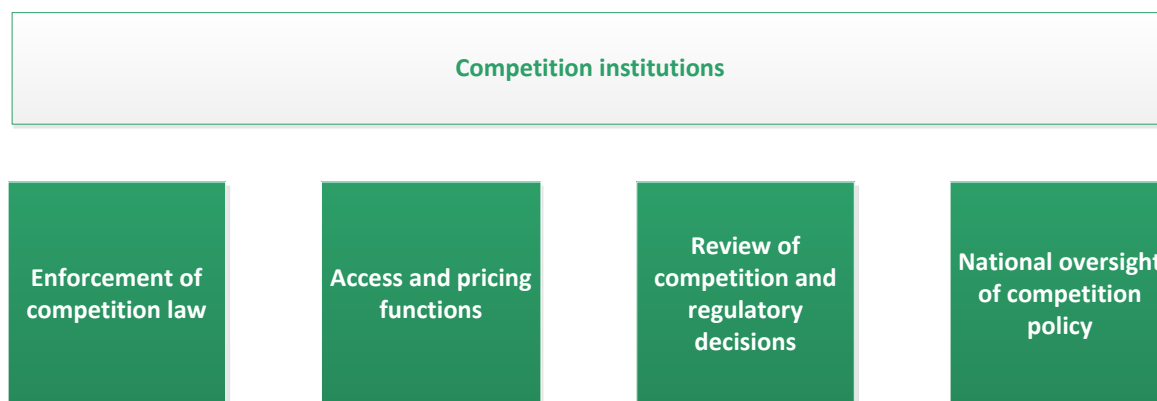 Competition institutions
Enforcement of
competition law
Access and pricing
functions
Review of
competition and
regulatory
decisions
National oversight
of competition
policy